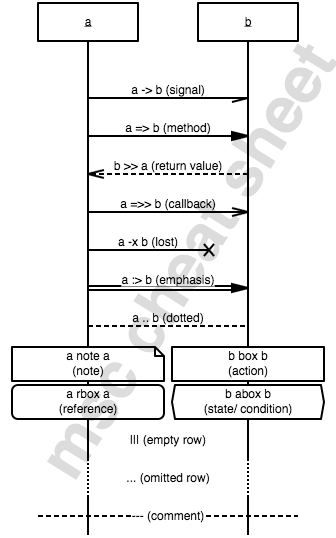 a
b
a -> b (signal)
a => b (method)
b >> a (return value)
a =>> b (callback)
a -x b (lost)
a :> b (emphasis)
a .. b (dotted)
a note a
(note)
b box b
(action)
a rbox a
(reference)
b abox b
(state/ condition)
||| (empty row)
... (omitted row)
--- (comment)
msc cheat sheet